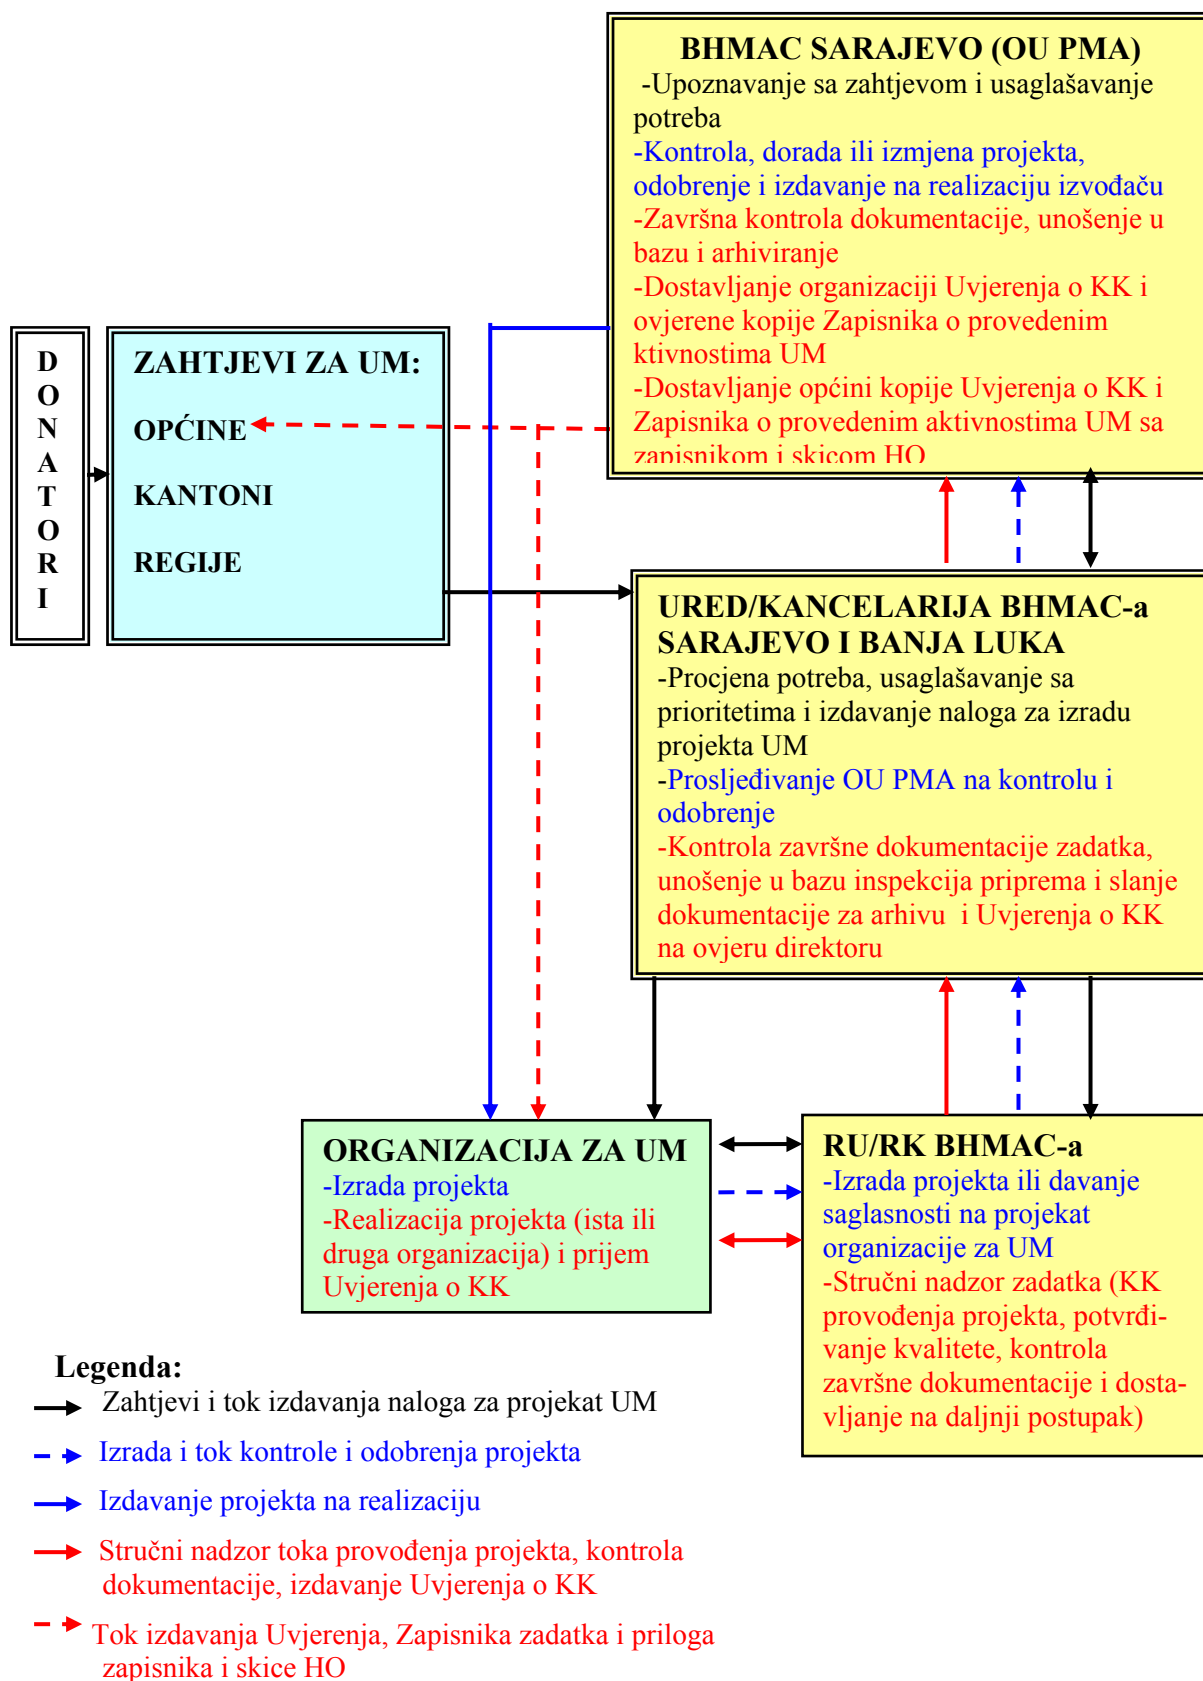 BHMAC SARAJEVO (OU PMA)
-Upoznavanje sa zahtjevom i usaglašavanje
potreba
-Kontrola, dorada ili izmjena projekta,
odobrenje i izdavanje na realizaciju izvođaču
-Završna kontrola dokumentacije, unošenje u
bazu i arhiviranje
-Dostavljanje organizaciji Uvjerenja o KK i
ovjerene kopije Zapisnika o provedenim
ktivnostima UM
-Dostavljanje općini kopije Uvjerenja o KK i
Zapisnika o provedenim aktivnostima UM sa
zapisnikom i skicom HO
D
O
N
A
T
O
R
I
ZAHTJEVI ZA UM:
OPĆINE
KANTONI
REGIJE
URED/KANCELARIJA BHMAC-a
SARAJEVO I BANJA LUKA
-Procjena potreba, usaglašavanje sa
prioritetima i izdavanje naloga za izradu
projekta UM
-Prosljeđivanje OU PMA na kontrolu i
odobrenje
-Kontrola završne dokumentacije zadatka,
unošenje u bazu inspekcija priprema i slanje
dokumentacije za arhivu i Uvjerenja o KK
na ovjeru direktoru
ORGANIZACIJA ZA UM
-Izrada projekta
-Realizacija projekta (ista ili
druga organizacija) i prijem
Uvjerenja o KK
RU/RK BHMAC-a
-Izrada projekta ili davanje
saglasnosti na projekat
organizacije za UM
-Stručni nadzor zadatka (KK
provođenja projekta, potvrđi-
vanje kvalitete, kontrola
završne dokumentacije i dosta-
vljanje na daljnji postupak)
Legenda:
Zahtjevi i tok izdavanja naloga za projekat UM
Izrada i tok kontrole i odobrenja projekta
Izdavanje projekta na realizaciju
Stručni nadzor toka provođenja projekta, kontrola
dokumentacije, izdavanje Uvjerenja o KK
Tok izdavanja Uvjerenja, Zapisnika zadatka i priloga
zapisnika i skice HO